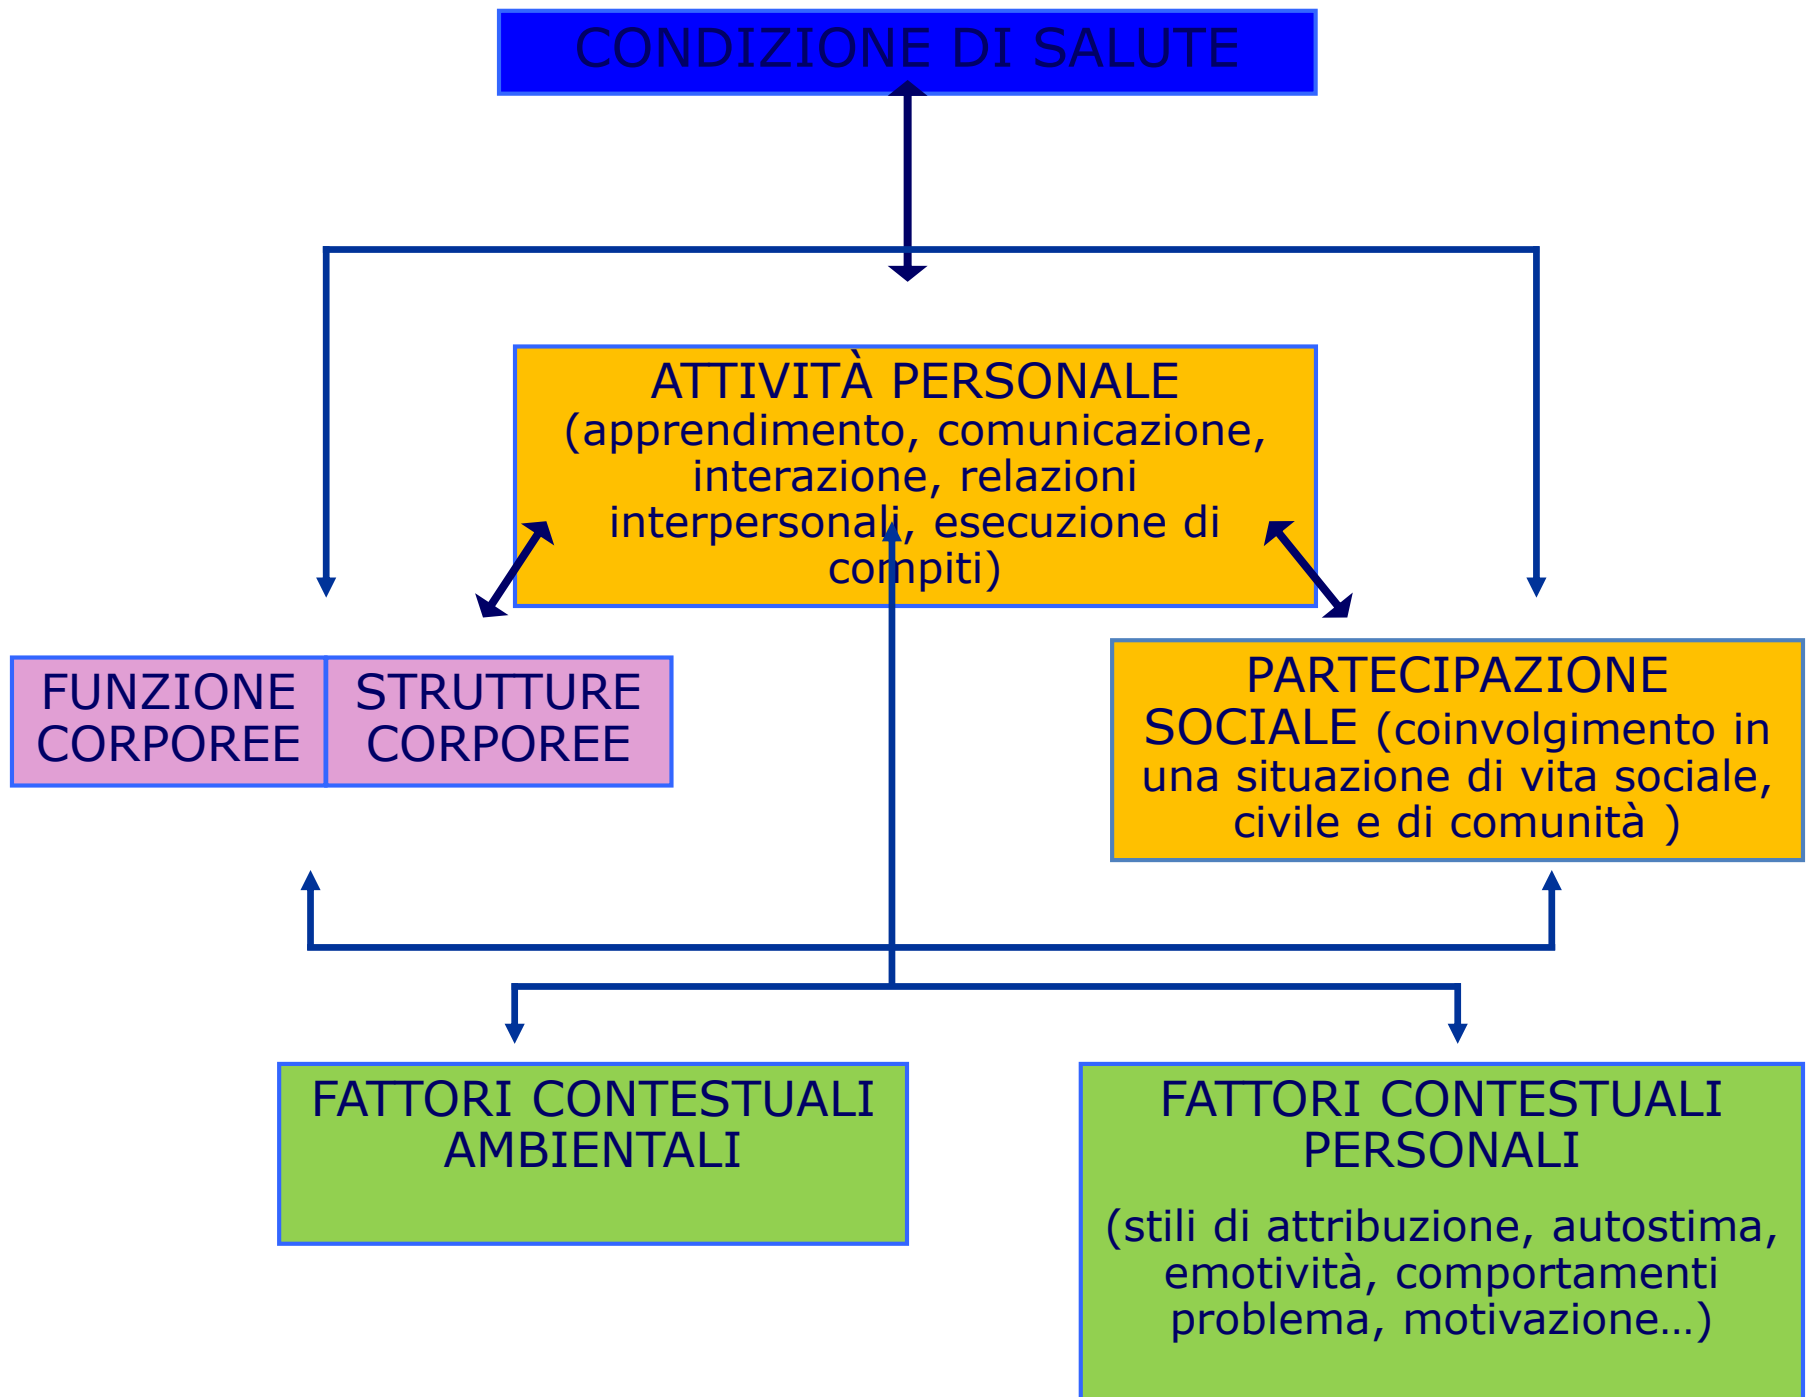 CONDIZIONE DI SALUTE
ATTIVITÀ PERSONALE
(apprendimento, comunicazione,
interazione, relazioni
interpersonali, esecuzione di
compiti)
FUNZIONE
CORPOREE
STRUTTURE
CORPOREE
PARTECIPAZIONE
SOCIALE (coinvolgimento in
una situazione di vita sociale,
civile e di comunità )
FATTORI CONTESTUALI
AMBIENTALI
FATTORI CONTESTUALI
PERSONALI
(stili di attribuzione, autostima,
emotività, comportamenti
problema, motivazione…)